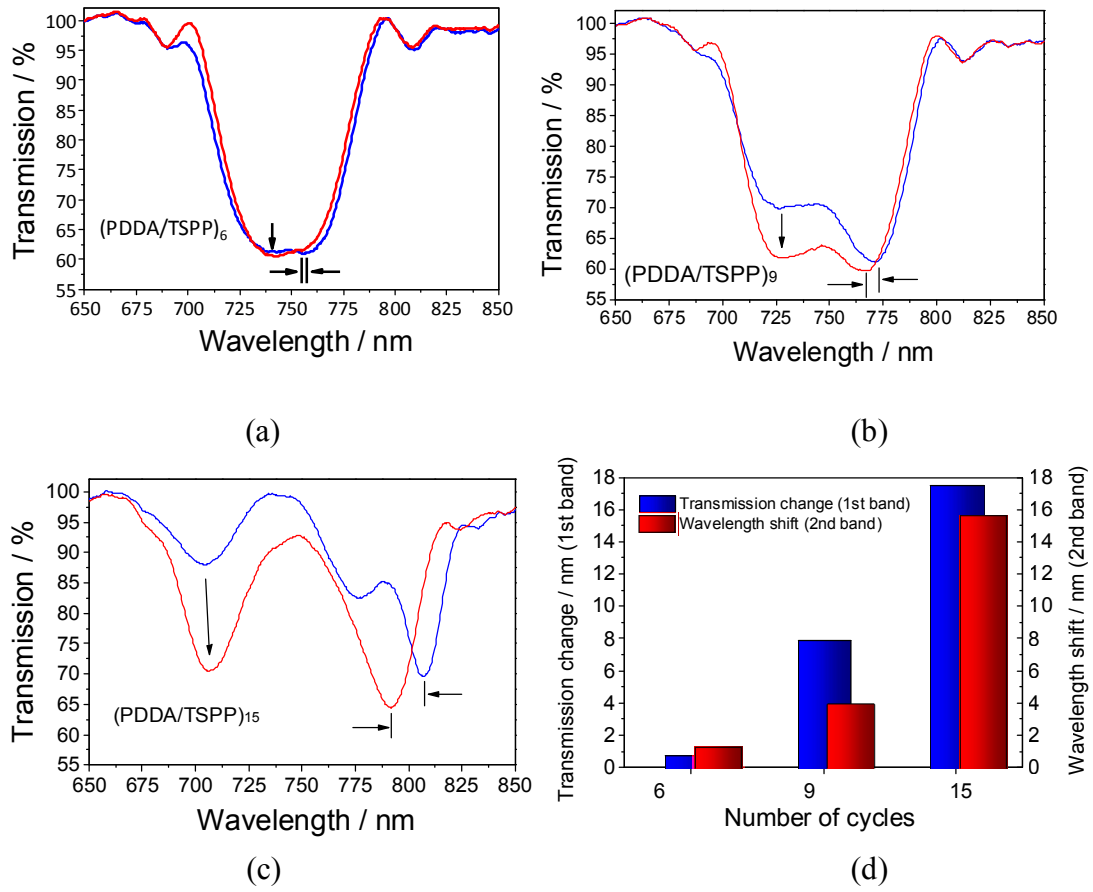 100
95
90
85
80
75
70
65
60
55
Transmission / %
(PDDA/TSPP)6
650 675 700 725 750 775 800 825 850
Wavelength / nm
(a)
100
95
90
85
80
75
70
65
60
55
Transmission / %
(PDDA/TSPP)9
650 675 700 725 750 775 800 825 850
Wavelength / nm
(b)
100
95
90
85
80
75
70
65
60
55
Transmission / %
(PDDA/TSPP)15
650 675 700 725 750 775 800 825 850
Wavelength / nm
(c)
18
16
14
12
10
8
6
4
2
0
Transmission change / nm (1st band)
Transmission change (1st band)
Wavelength shift (2nd band)
18
16
14
12
10
8
6
4
2
0
Wavelength shift / nm (2nd band)
6 9 15
Number of cycles
(d)